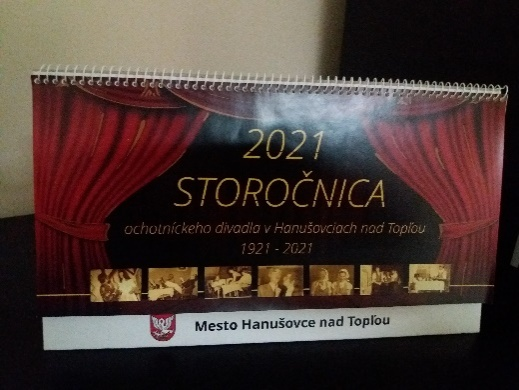 2021
STOROČNICA
ochotníckeho divadla v Hanušovciach nad Topľou
1921 - 2021
Mesto Hanušovce nad Topľou